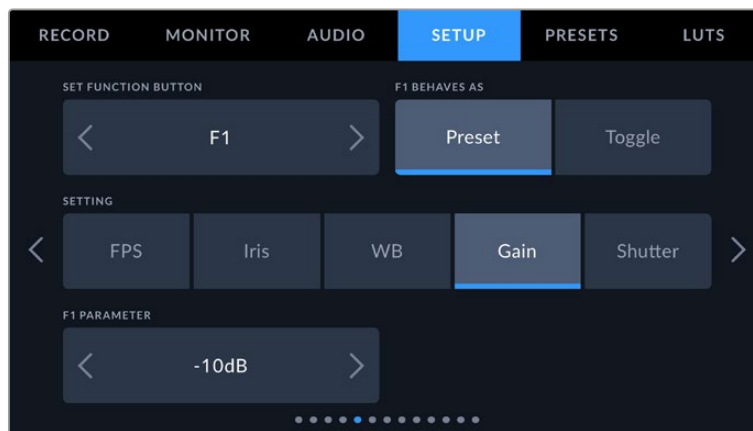 RECORD MONITOR AUDIO SETUP PRESETS LUTS
SET FUNCTION BUTTON F1 BEHAVES AS
F1 Preset Toggle
SETTING
FPS Iris WB Gain Shutter
F1 PARAMETER
-10dB